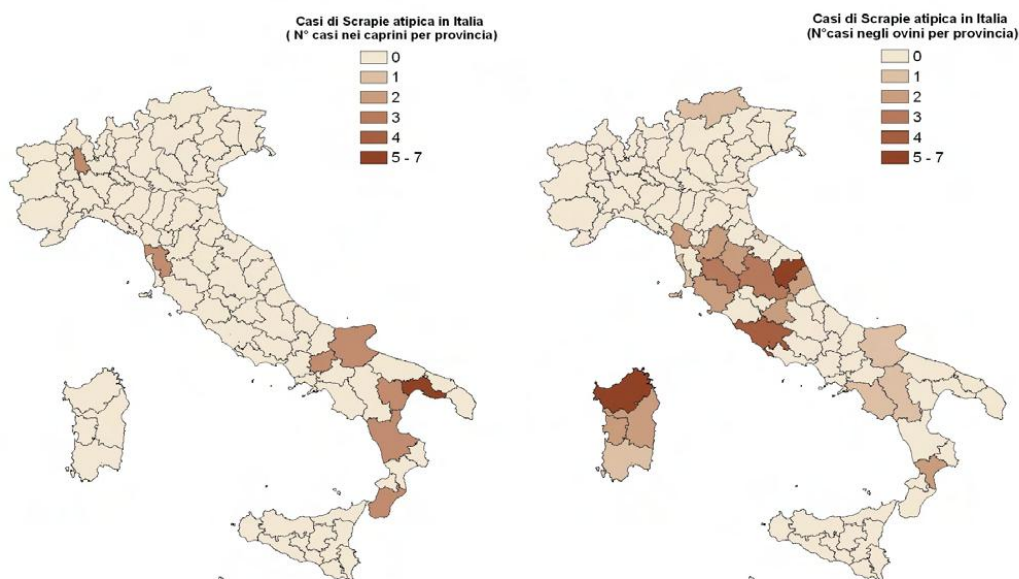 Casi di Scrapie atipica in Italia
( N° casi nei caprini per provincia)
0
1
2
3
4
5 - 7
Casi di Scrapie atipica in Italia
(N°casi negli ovini per provincia)
0
1
2
3
4
5 - 7